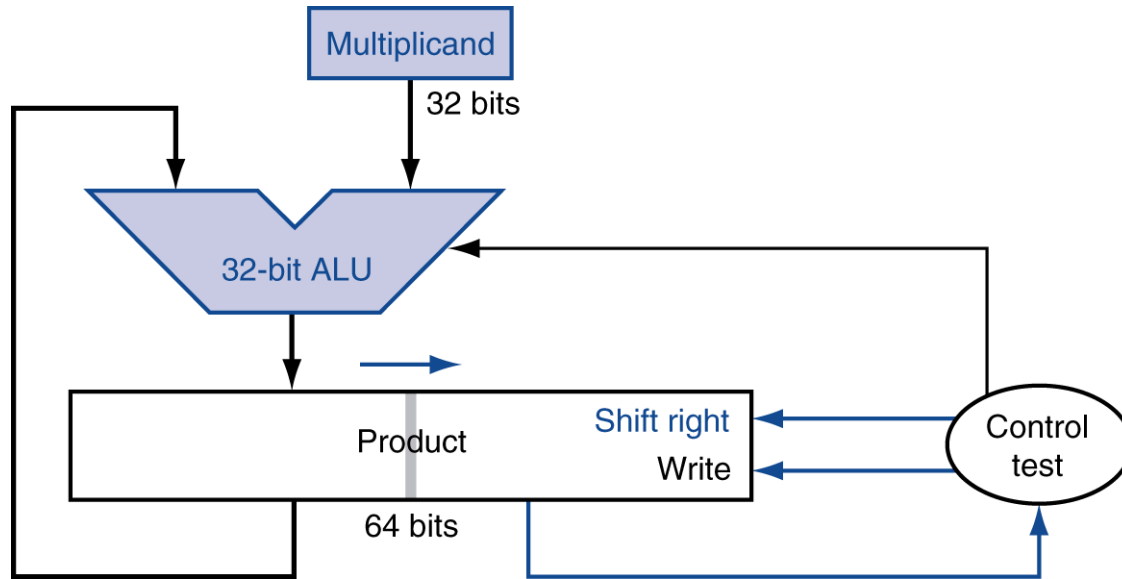 Multiplicand
32 bits
32-bit ALU
Product
Shift right
Write
64 bits
Control
test